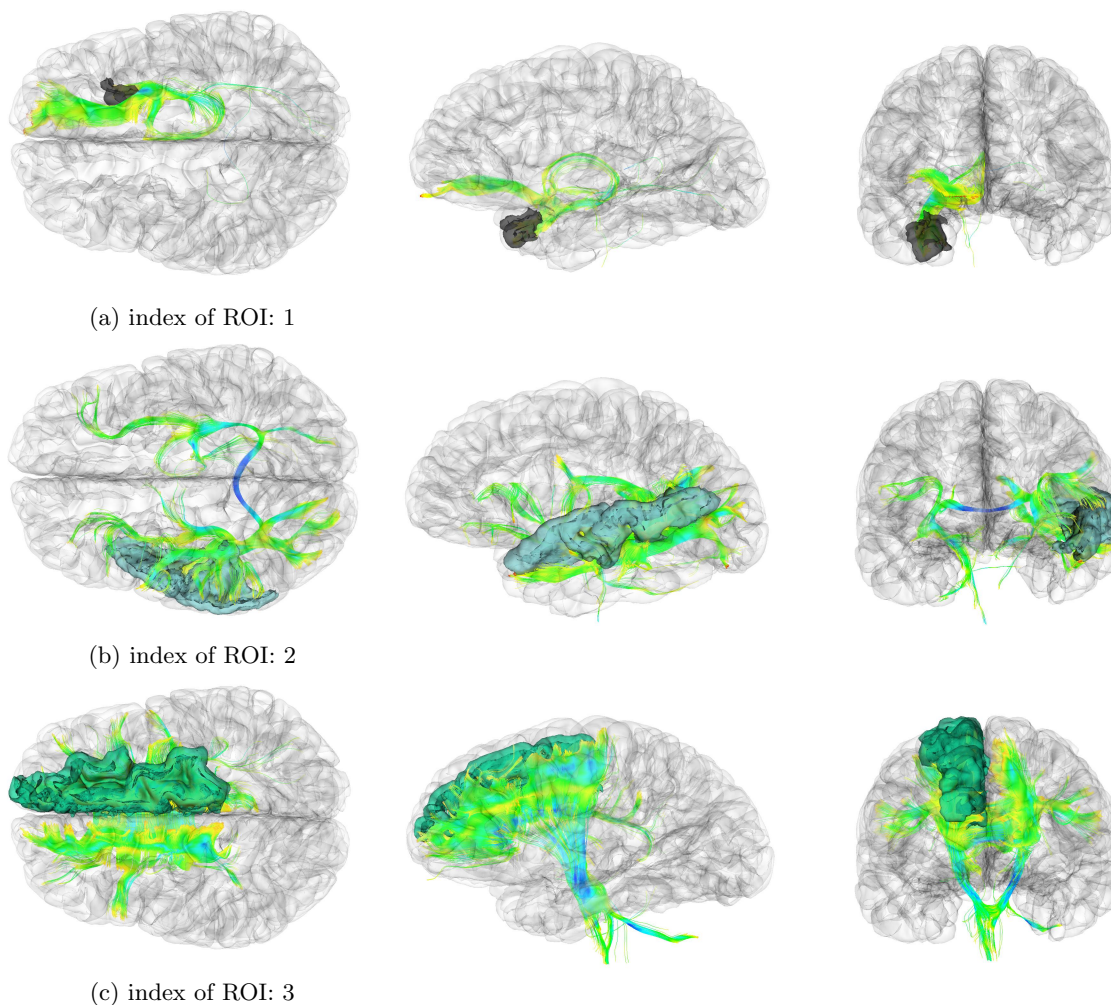 (a) index of ROI: 1
(b) index of ROI: 2
(c) index of ROI: 3